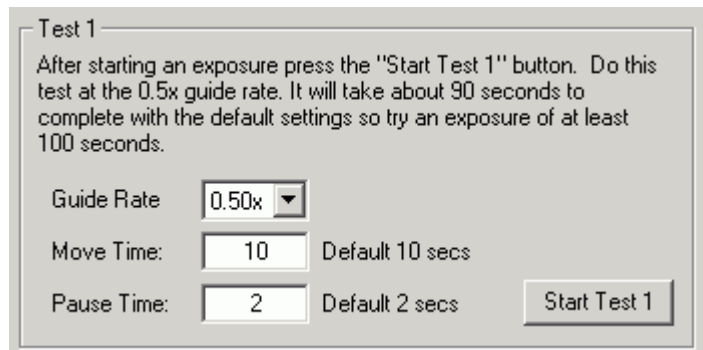 Test 1
After starting an exposure press the "Start Test 1" button.  Do this
test at the 0.5x guide rate. It will take about 90 seconds to
complete with the default settings so try an exposure of at least
100 seconds.
Guide Rate 0.50x
Move Time: 10 Default 10 secs
Pause Time: 2 Default 2 secs Start Test 1